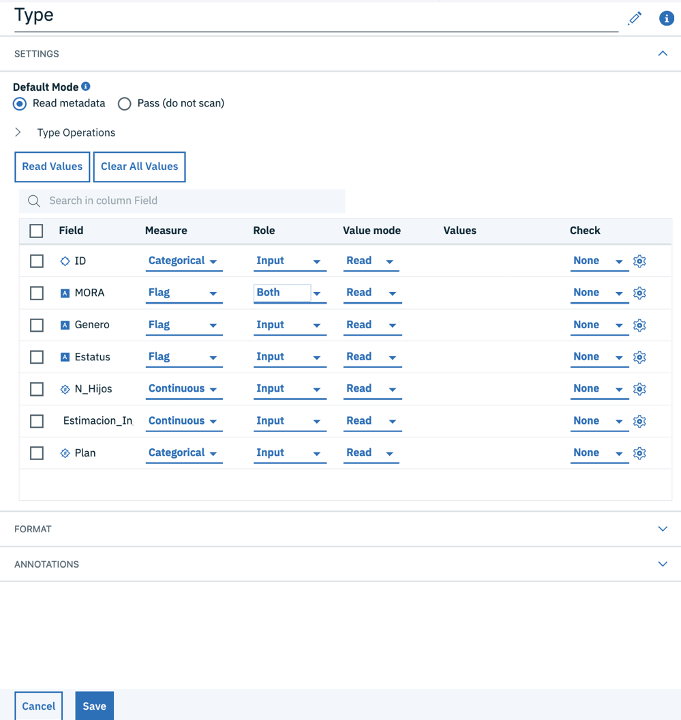 Type
SETTINGS
Default Mode
Read metadata Pass (do not scan)
Type Operations
Read Values Clear All Values
Search in column Field
Field Measure Role Value mode Values Check
ID Categorical Input Read None
A MORA Flag Both Read None
A Genero Flag Input Read None
A Estatus Flag Input Read None
N_Hijos Continuous Input Read None
Estimacion_In Continuous Input Read None
Plan Categorical Input Read None
FORMAT
ANNOTATIONS
Cancel Save